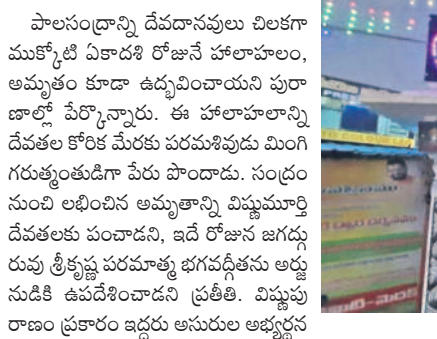 పాలసంద్రాన్ని దేవదానవులు చిలకగా
ముక్కోటి ఏకాదశి రోజునే హాలాహలం,
అమృతం కూడా ఉద్భవించాయని పురా
ణాల్లో పేర్కొన్నారు. ఈ హాలాహలాన్ని
దేవతల కోరిక మేరకు పరమశివుడు మింగి
గరుత్మంతుడిగా పేరు పొందాడు. సంద్రం
నుంచి లభించిన అమృతాన్ని విష్ణుమూర్తి
దేవతలకు పంచాడని, ఇదే రోజున జగద్గు
రువు శ్రీకృష్ణ పరమాత్మ భగవద్గీతను అర్జు
నుడికి ఉపదేశించాడని ప్రతీతి. విష్ణుపు
రాణం ప్రకారం ఇద్దరు అసురుల అభ్యర్థన